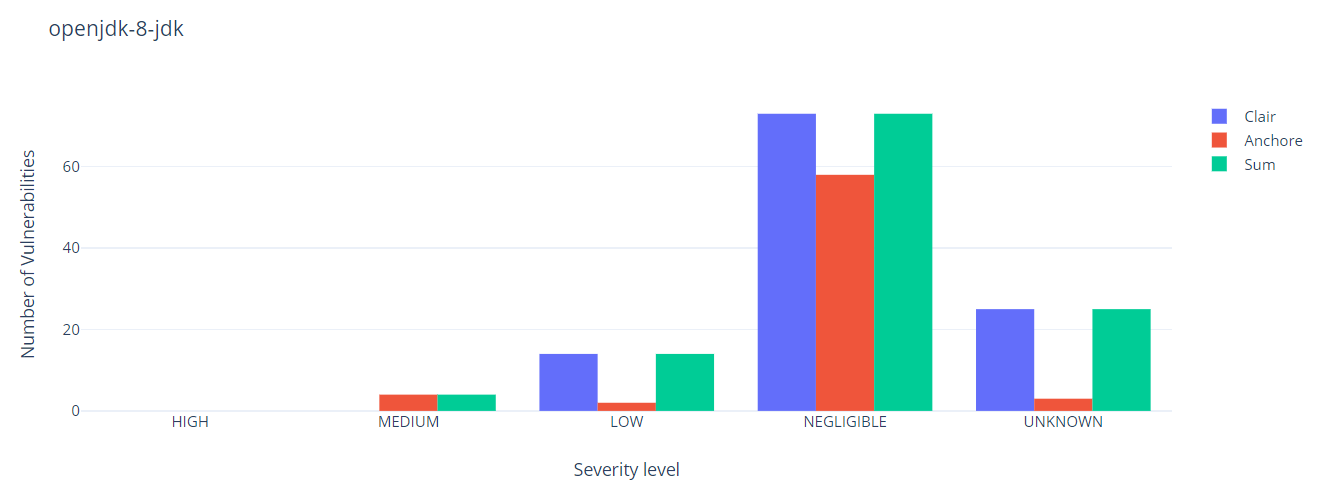 openjdk-8-jdk
Number of Vulnerabilities
60
40
20
0
HIGH MEDIUM LOW NEGLIGIBLE UNKNOWN
Severity level
Clair
Anchore
Sum